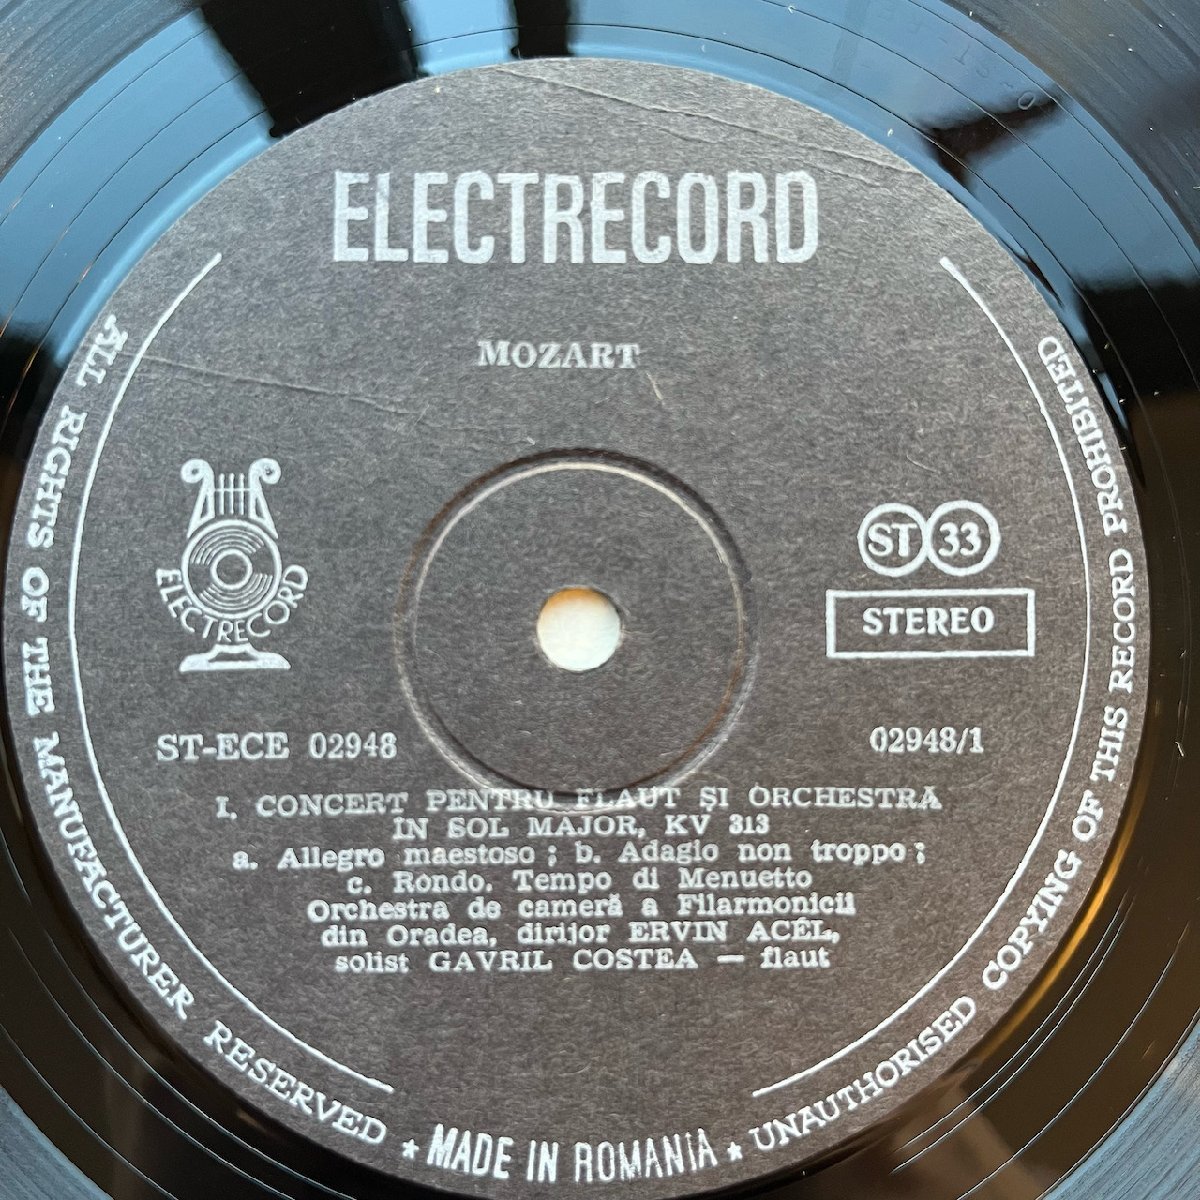 ELECTRECORD
MOZART
ELECTRECORD
ST 33
STEREO
ST-ECE 02948
02948/1
I. CONCERT PENTRU FLAUT ȘI ORCHESTRĂ
ÎN SOL MAJOR, KV 313
a. Allegro maestoso; b. Adagio non troppo;
c. Rondo. Tempo di Menuetto
Orchestra de cameră a Filarmonicii
din Oradea, dirijor ERVIN ACÉL,
solist GAVRIL COSTEA — flaut
ALL RIGHTS OF THE MANUFACTURER RESERVED ★ MADE IN ROMANIA ★ UNAUTHORISED COPYING OF THIS RECORD PROHIBITED